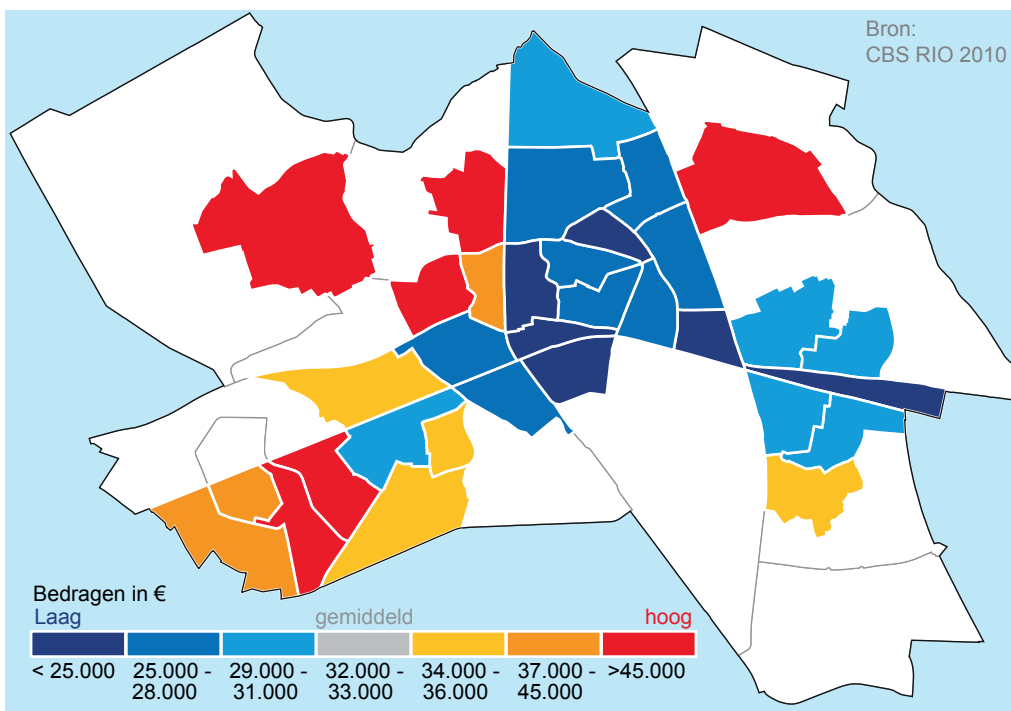 Bron:
CBS RIO 2010
Bedragen in €
Laag gemiddeld hoog
< 25.000 25.000 - 29.000 - 32.000 - 34.000 - 37.000 - >45.000
28.000 31.000 33.000 36.000 45.000